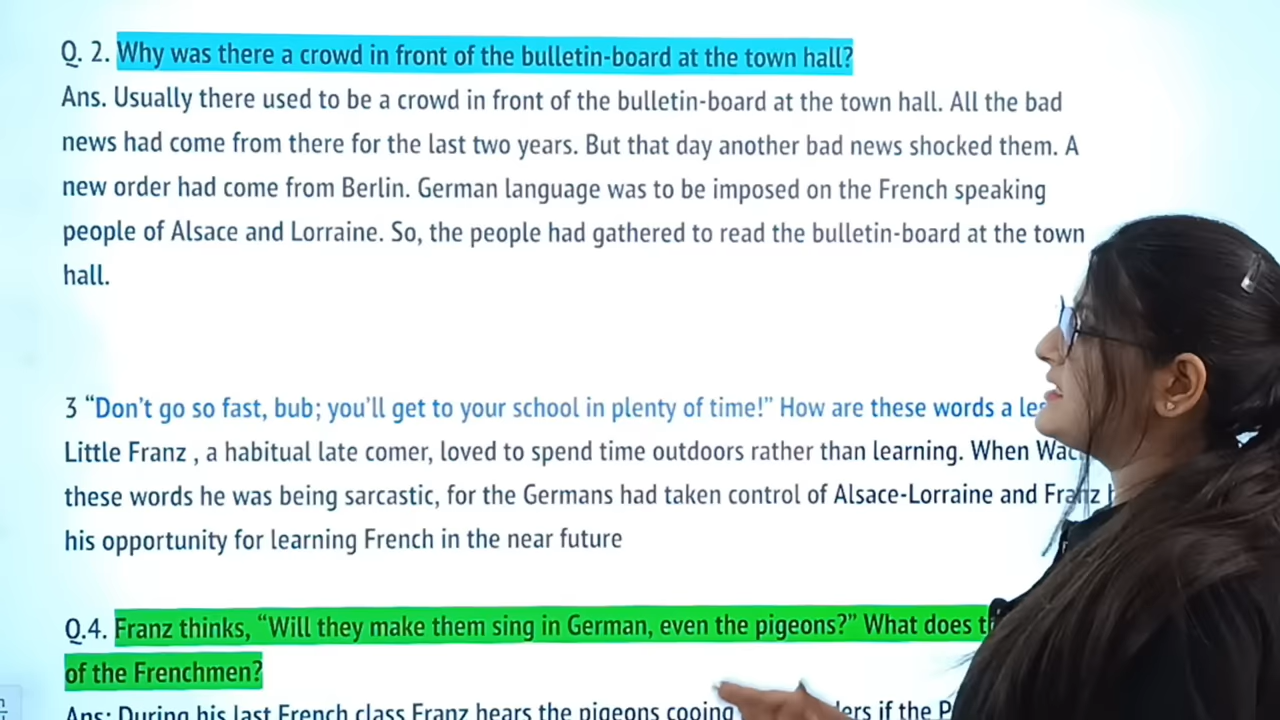 Q. 2. Why was there a crowd in front of the bulletin-board at the town hall?
Ans. Usually there used to be a crowd in front of the bulletin-board at the town hall. All the bad
news had come from there for the last two years. But that day another bad news shocked them. A
new order had come from Berlin. German language was to be imposed on the French speaking
people of Alsace and Lorraine. So, the people had gathered to read the bulletin-board at the town
hall.
3 “Don’t go so fast, bub; you’ll get to your school in plenty of time!” How are these words a
Little Franz , a habitual late comer, loved to spend time outdoors rather than learning. When
these words he was being sarcastic, for the Germans had taken control of Alsace-Lorraine and Franz
his opportunity for learning French in the near future
Q.4. Franz thinks, “Will they make them sing in German, even the pigeons?” What does
of the Frenchmen?
Ans: During his last French class Franz hears the pigeons cooing if the